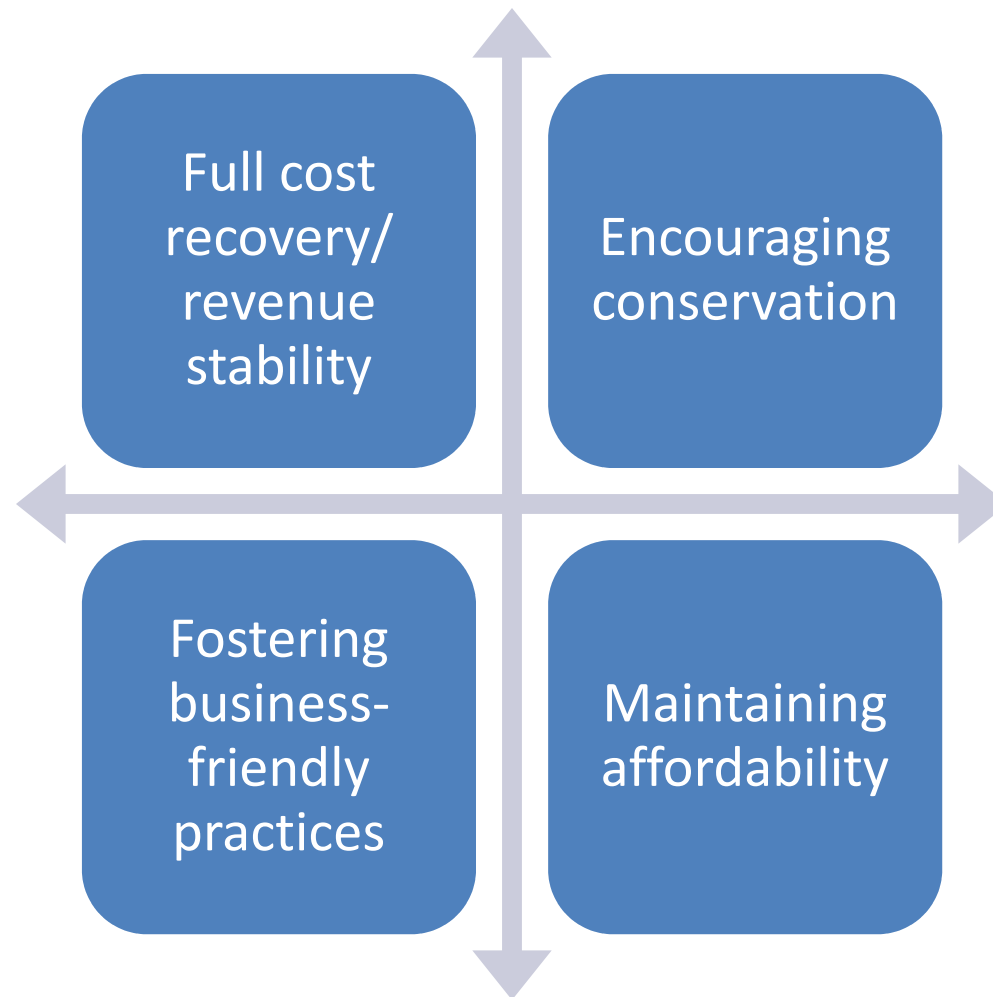 Full cost
recovery/
revenue
stability
Encouraging
conservation
Fostering
business-
friendly
practices
Maintaining
affordability